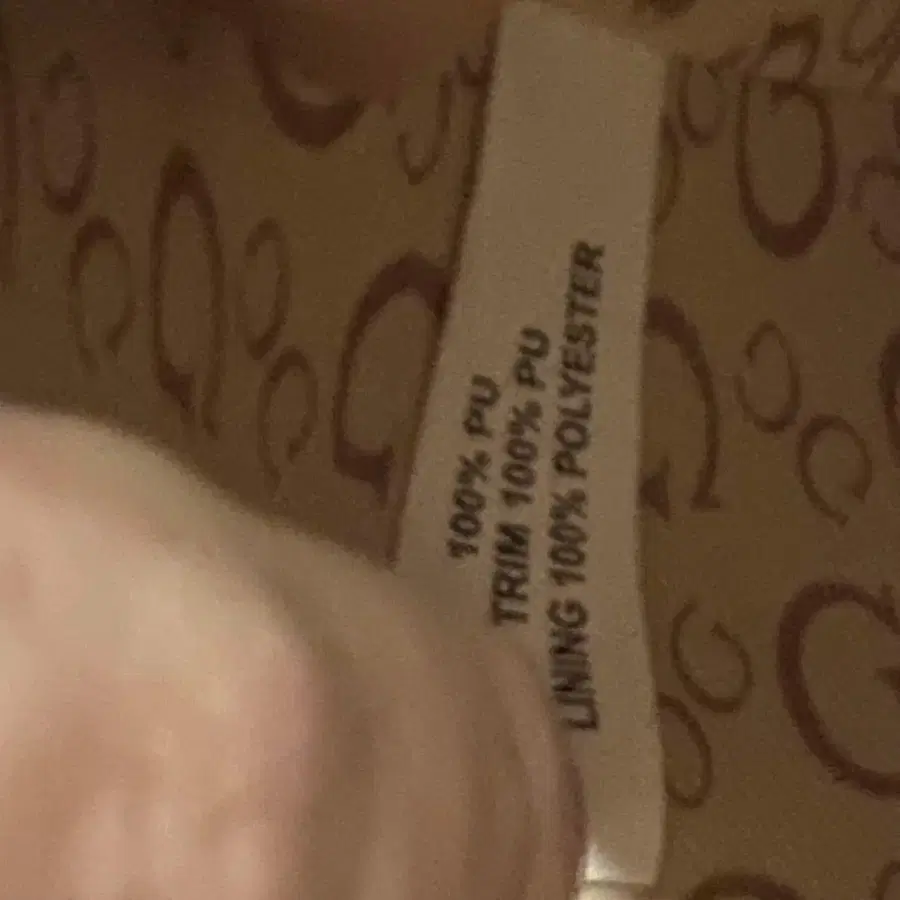 100% PU
TRIM 100% PU
LINING 100% POLYESTER